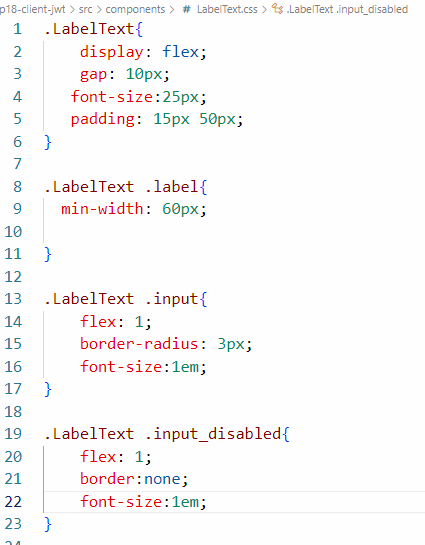 p18-client-jwt > src > components > # LabelText.css > .LabelText .input_disabled
1 .LabelText{
2 display: flex;
3 gap: 10px;
4 font-size:25px;
5 padding: 15px 50px;
6 }
7
8 .LabelText .label{
9 min-width: 60px;
10
11 }
12
13 .LabelText .input{
14 flex: 1;
15 border-radius: 3px;
16 font-size:1em;
17 }
18
19 .LabelText .input_disabled{
20 flex: 1;
21 border:none;
22 font-size:1em;
23 }